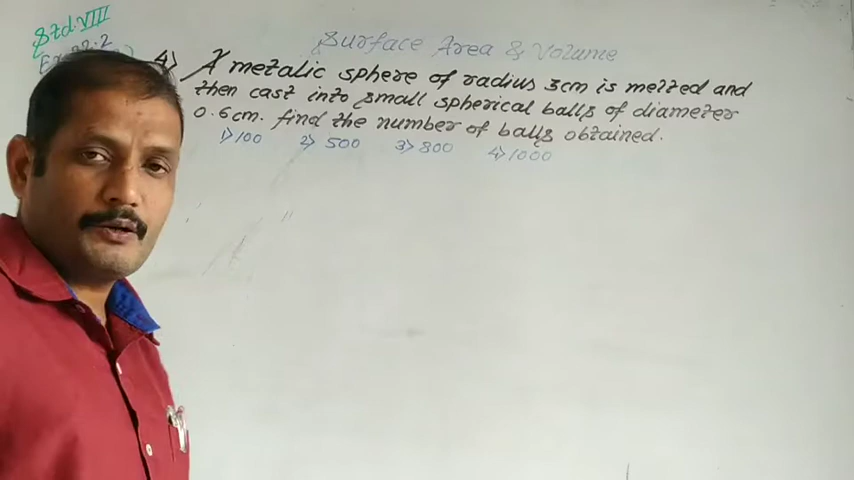 Std.VIII
Surface Area & Volume
4) A metalic sphere of radius 3cm is melted and
then cast into small spherical balls of diameter
0.6cm. find the number of balls obtained.
1) 100 2) 500 3) 800 4) 1000